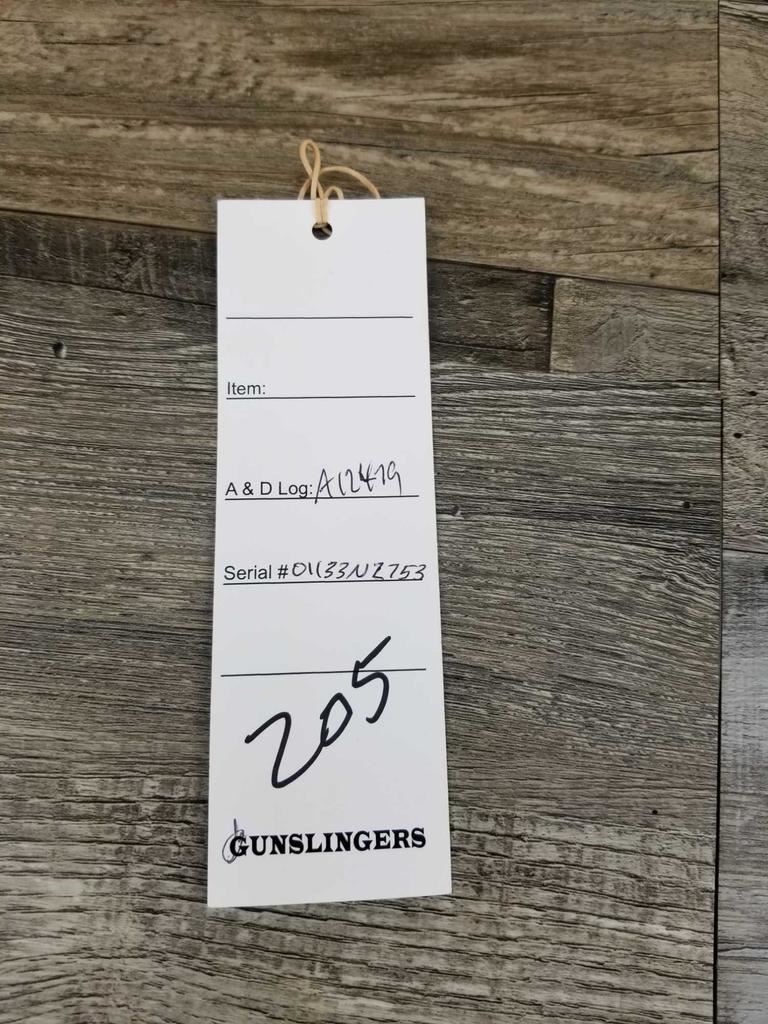 Item:
A & D Log: A12479
Serial # 01133NZ753
205
GUNSLINGERS